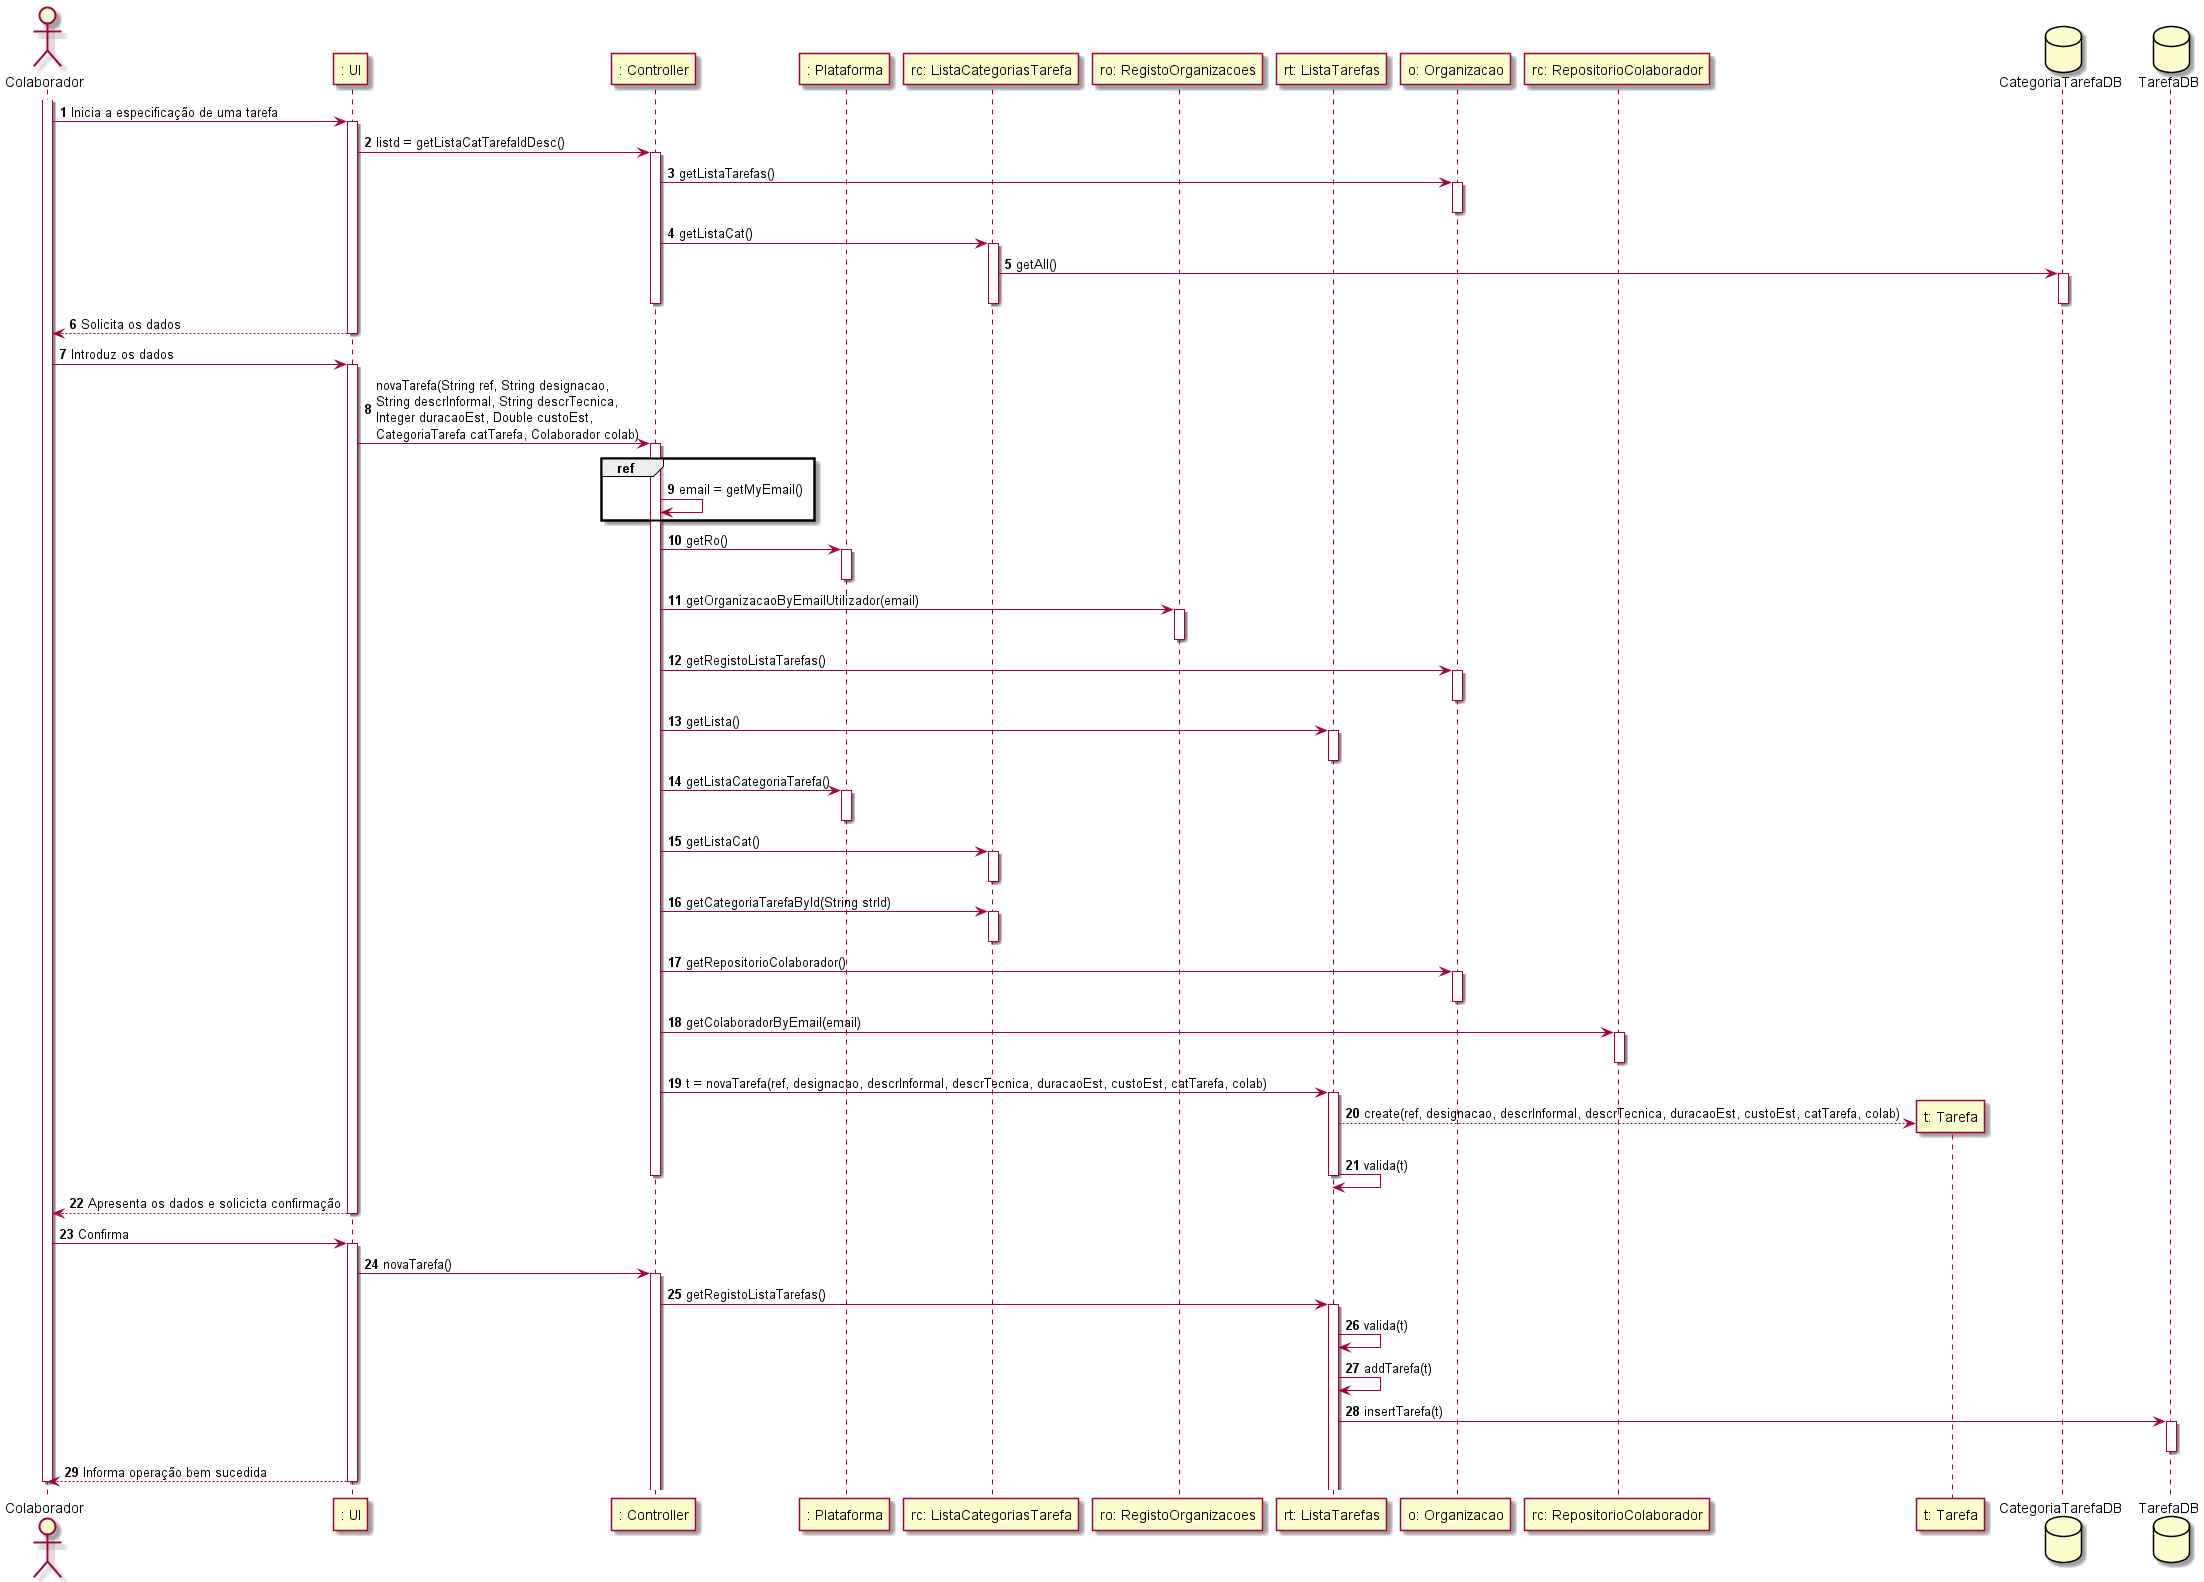 Colaborador
: UI
: Controller
: Plataforma
rc: ListaCategoriasTarefa
ro: RegistoOrganizacoes
rt: ListaTarefas
o: Organizacao
rc: RepositorioColaborador
CategoriaTarefaDB
TarefaDB
1 Inicia a especificação de uma tarefa
2 listd = getListaCatTarefaIdDesc()
3 getListaTarefas()
4 getListaCat()
5 getAll()
6 Solicita os dados
7 Introduz os dados
novaTarefa(String ref, String designacao,
String descrInformal, String descrTecnica,
8 Integer duracaoEst, Double custoEst,
CategoriaTarefa catTarefa, Colaborador colab)
ref
9 email = getMyEmail()
10 getRo()
11 getOrganizacaoByEmailUtilizador(email)
12 getRegistoListaTarefas()
13 getLista()
14 getListaCategoriaTarefa()
15 getListaCat()
16 getCategoriaTarefaById(String strId)
17 getRepositorioColaborador()
18 getColaboradorByEmail(email)
19 t = novaTarefa(ref, designacao, descrInformal, descrTecnica, duracaoEst, custoEst, catTarefa, colab)
20 create(ref, designacao, descrInformal, descrTecnica, duracaoEst, custoEst, catTarefa, colab)
t: Tarefa
21 valida(t)
22 Apresenta os dados e solicicta confirmação
23 Confirma
24 novaTarefa()
25 getRegistoListaTarefas()
26 valida(t)
27 addTarefa(t)
28 insertTarefa(t)
29 Informa operação bem sucedida
Colaborador
: UI
: Controller
: Plataforma
rc: ListaCategoriasTarefa
ro: RegistoOrganizacoes
rt: ListaTarefas
o: Organizacao
rc: RepositorioColaborador
t: Tarefa
CategoriaTarefaDB
TarefaDB